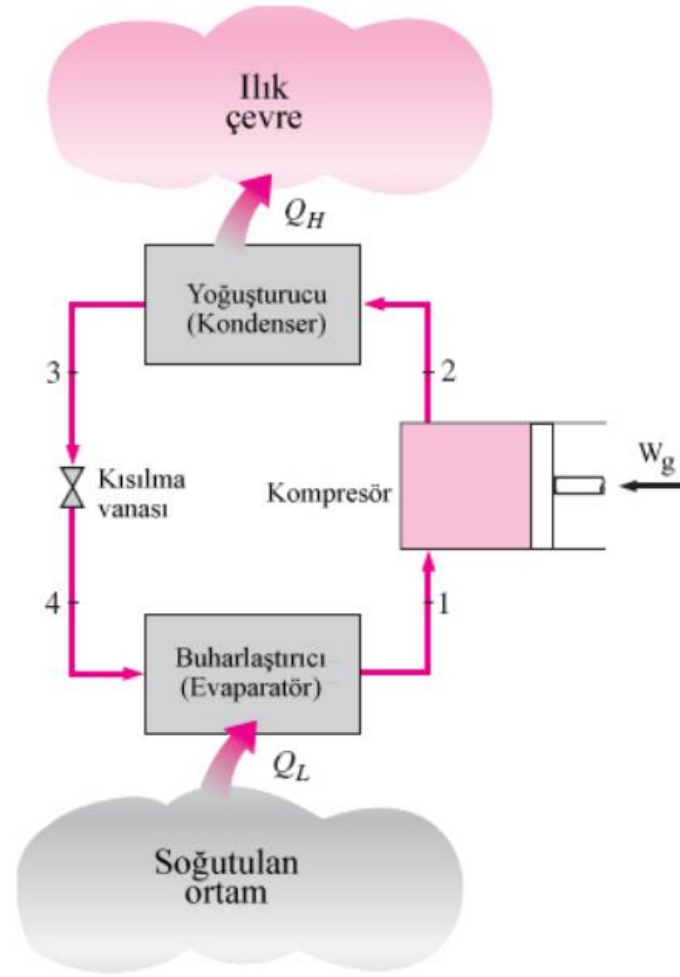 Ilık
çevre
Q_H
Yoğuşturucu
(Kondenser)
3
2
Kısılma
vanası
Kompresör
W_g
4
1
Buharlaştırıcı
(Evaparatör)
Q_L
Soğutulan
ortam